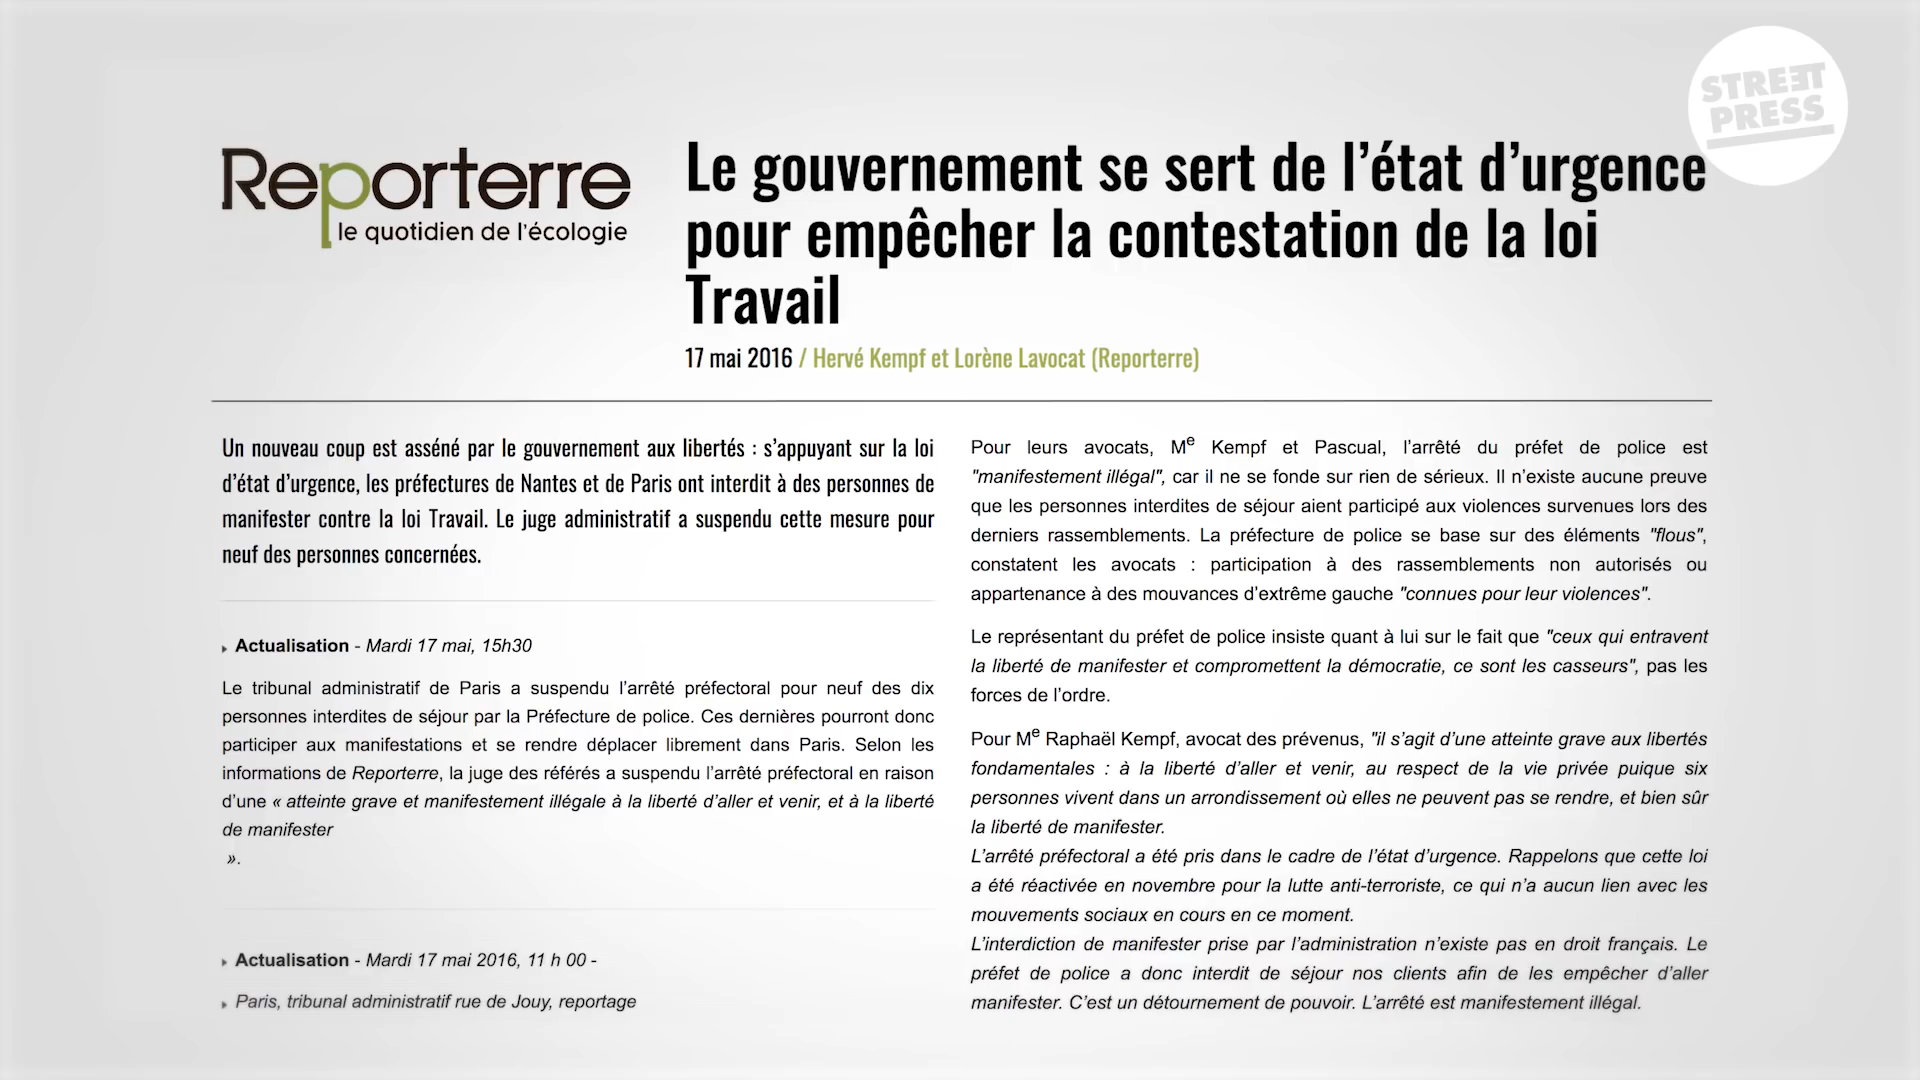 STREET
PRESS
Reporterre
le quotidien de l'écologie
Le gouvernement se sert de l'état d'urgence
pour empêcher la contestation de la loi
Travail
17 mai 2016 / Hervé Kempf et Lorène Lavocat (Reporterre)
Un nouveau coup est asséné par le gouvernement aux libertés : s'appuyant sur la loi
d'état d'urgence, les préfectures de Nantes et de Paris ont interdit à des personnes de
manifester contre la loi Travail. Le juge administratif a suspendu cette mesure pour
neuf des personnes concernées.
Actualisation - Mardi 17 mai, 15h30
Le tribunal administratif de Paris a suspendu l'arrêté préfectoral pour neuf des dix
personnes interdites de séjour par la Préfecture de police. Ces dernières pourront donc
participer aux manifestations et se rendre déplacer librement dans Paris. Selon les
informations de Reporterre, la juge des référés a suspendu l'arrêté préfectoral en raison
d'une « atteinte grave et manifestement illégale à la liberté d'aller et venir, et à la liberté
de manifester
».
Actualisation - Mardi 17 mai 2016, 11 h 00 -
Paris, tribunal administratif rue de Jouy, reportage
Pour leurs avocats, Me Kempf et Pascual, l'arrêté du préfet de police est
"manifestement illégal", car il ne se fonde sur rien de sérieux. Il n'existe aucune preuve
que les personnes interdites de séjour aient participé aux violences survenues lors des
derniers rassemblements. La préfecture de police se base sur des éléments "flous",
constatent les avocats : participation à des rassemblements non autorisés ou
appartenance à des mouvances d'extrême gauche "connues pour leur violences".
Le représentant du préfet de police insiste quant à lui sur le fait que "ceux qui entravent
la liberté de manifester et compromettent la démocratie, ce sont les casseurs", pas les
forces de l'ordre.
Pour Me Raphaël Kempf, avocat des prévenus, "il s'agit d'une atteinte grave aux libertés
fondamentales : à la liberté d'aller et venir, au respect de la vie privée puique six
personnes vivent dans un arrondissement où elles ne peuvent pas se rendre, et bien sûr
la liberté de manifester.
L'arrêté préfectoral a été pris dans le cadre de l'état d'urgence. Rappelons que cette loi
a été réactivée en novembre pour la lutte anti-terroriste, ce qui n'a aucun lien avec les
mouvements sociaux en cours en ce moment.
L'interdiction de manifester prise par l'administration n'existe pas en droit français. Le
préfet de police a donc interdit de séjour nos clients afin de les empêcher d'aller
manifester. C'est un détournement de pouvoir. L'arrêté est manifestement illégal.